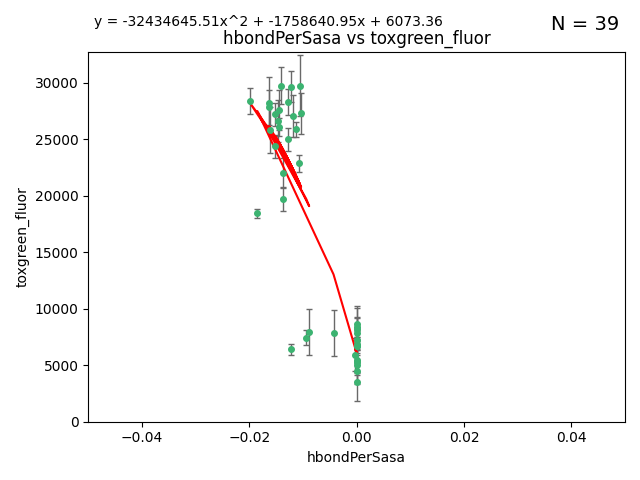 y = -32434645.51x^2 + -1758640.95x + 6073.36
N = 39
hbondPerSasa vs toxgreen_fluor
30000
25000
20000
15000
10000
5000
0
toxgreen_fluor
−0.04
−0.02
0.00
0.02
0.04
hbondPerSasa